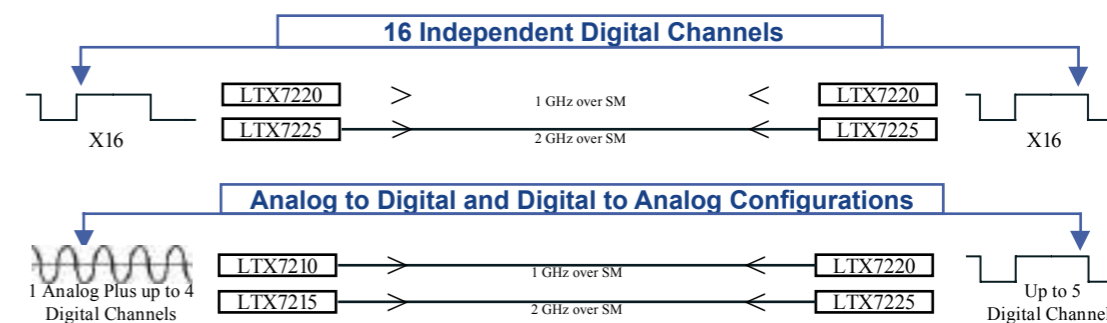 16 Independent Digital Channels
LTX7220 1 GHz over SM LTX7220
LTX7225 2 GHz over SM LTX7225
X16 X16
Analog to Digital and Digital to Analog Configurations
LTX7210 1 GHz over SM LTX7220
1 Analog Plus up to 4
Digital Channels
LTX7215 2 GHz over SM LTX7225
Up to 5
Digital Channel